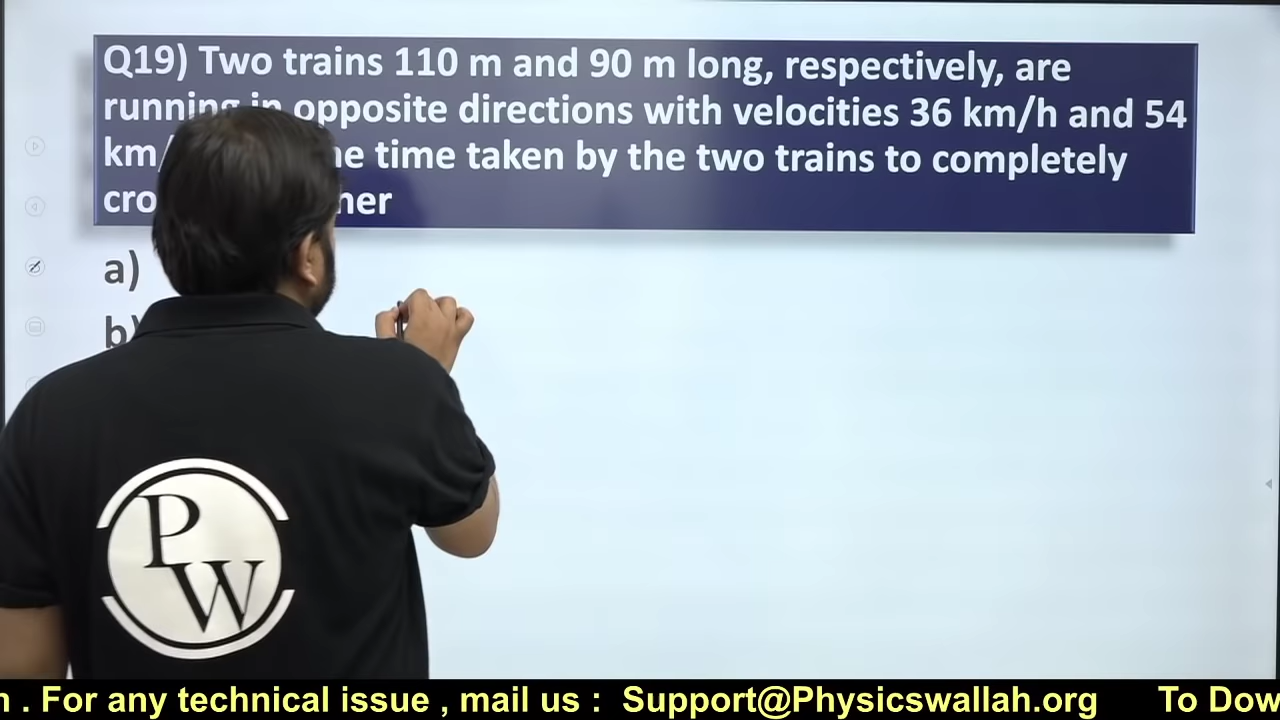 Q19) Two trains 110 m and 90 m long, respectively, are
running in opposite directions with velocities 36 km/h and 54
km/ time taken by the two trains to completely
cro
a)
b)
P
W
. For any technical issue , mail us : Support@Physicswallah.org To Dow